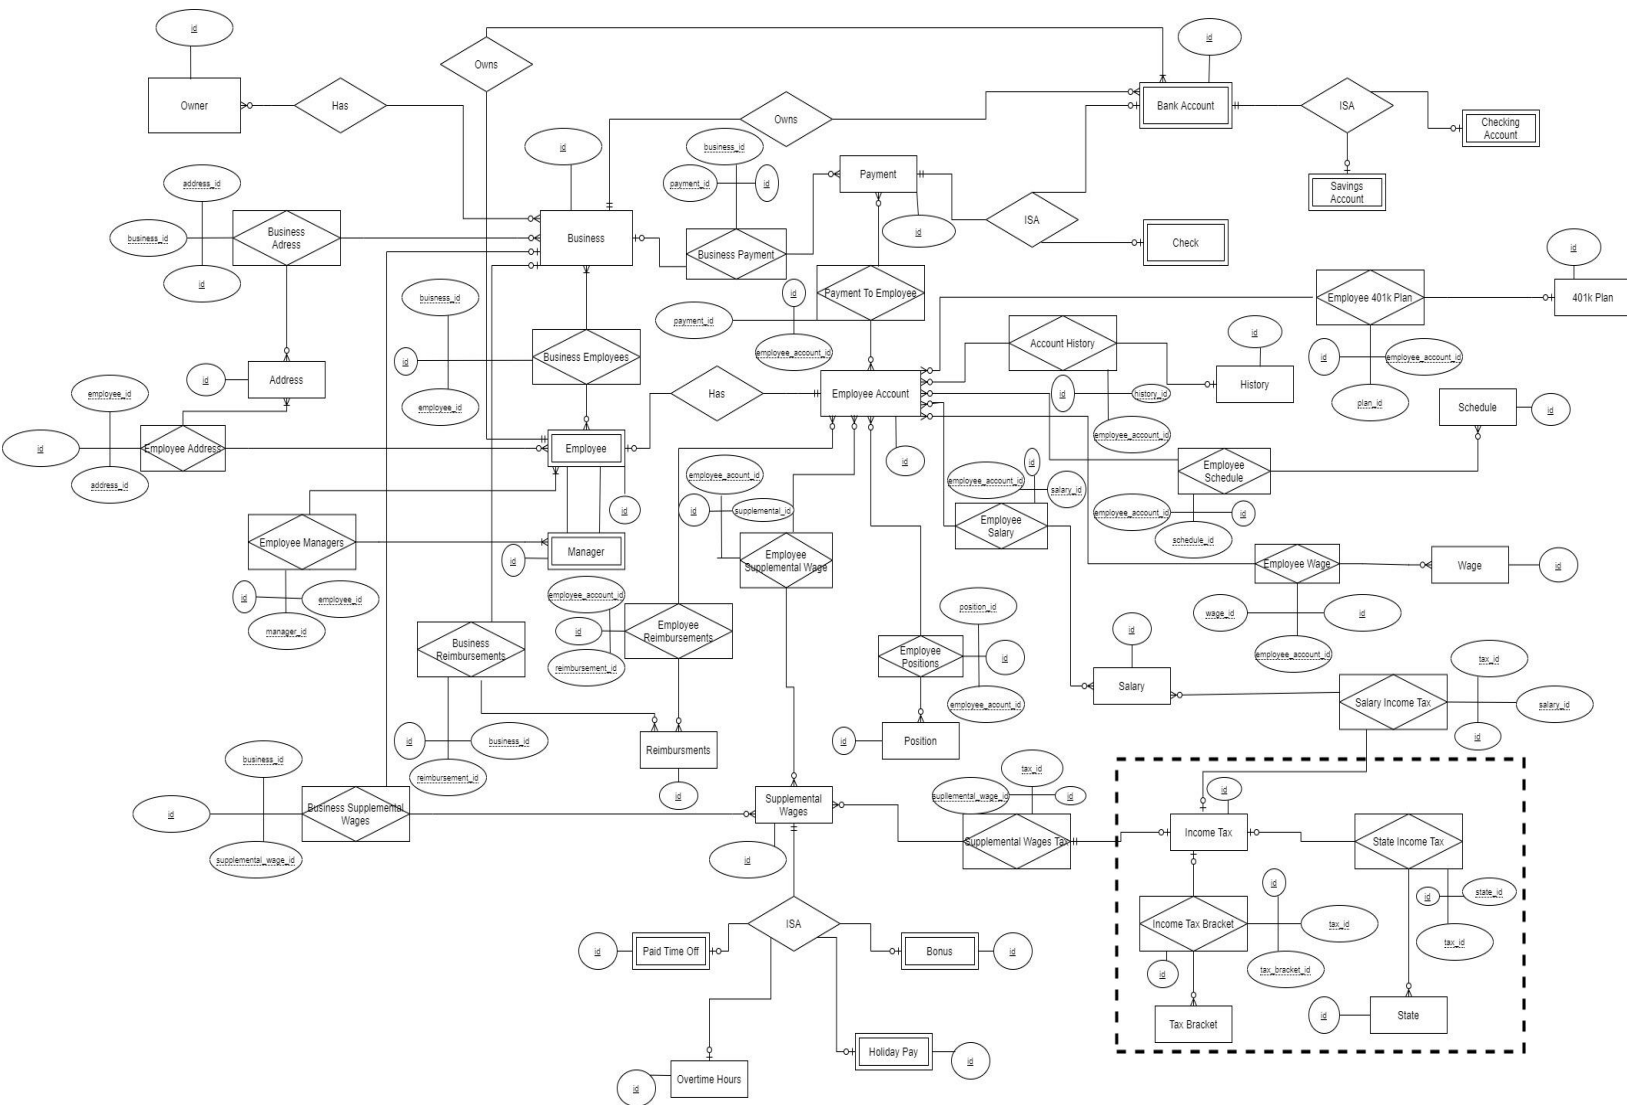 id
id
Owns
Owner
Has
Bank Account
ISA
Checking
Account
Owns
id
business_id
payment_id
id
Payment
Savings
Account
address_id
business_id
Business
Adress
Business
Business Payment
id
ISA
Check
id
id
Employee 401k Plan
401k Plan
buisness_id
id
Payment To Employee
payment_id
employee_account_id
id
Account History
id
id
employee_account_id
id
Business Employees
Address
id
employee_id
employee_id
Has
Employee Account
id
history_id
History
plan_id
Schedule
id
employee_account_id
id
Employee Address
address_id
Employee
id
id
Employee
Schedule
employee_acount_id
id
supplemental_id
id
employee_account_id
salary_id
employee_account_id
id
schedule_id
Employee Managers
id
Manager
Employee
Supplemental Wage
Employee
Salary
Employee Wage
Wage
id
id
employee_id
manager_id
employee_account_id
id
reimbursement_id
Employee
Reimbursements
position_id
wage_id
id
employee_account_id
Business
Reimbursements
Employee
Positions
id
employee_acount_id
id
Salary
tax_id
Salary Income Tax
salary_id
id
id
business_id
reimbursement_id
Reimbursments
id
id
Position
business_id
id
Business Supplemental
Wages
supplemental_wage_id
Supplemental
Wages
id
tax_id
supllemental_wage_id
id
Supplemental Wages Tax
id
Income Tax
State Income Tax
id
state_id
tax_id
id
Income Tax Bracket
tax_id
id
tax_bracket_id
ISA
id
Paid Time Off
Bonus
id
Tax Bracket
id
State
Holiday Pay
id
id
Overtime Hours